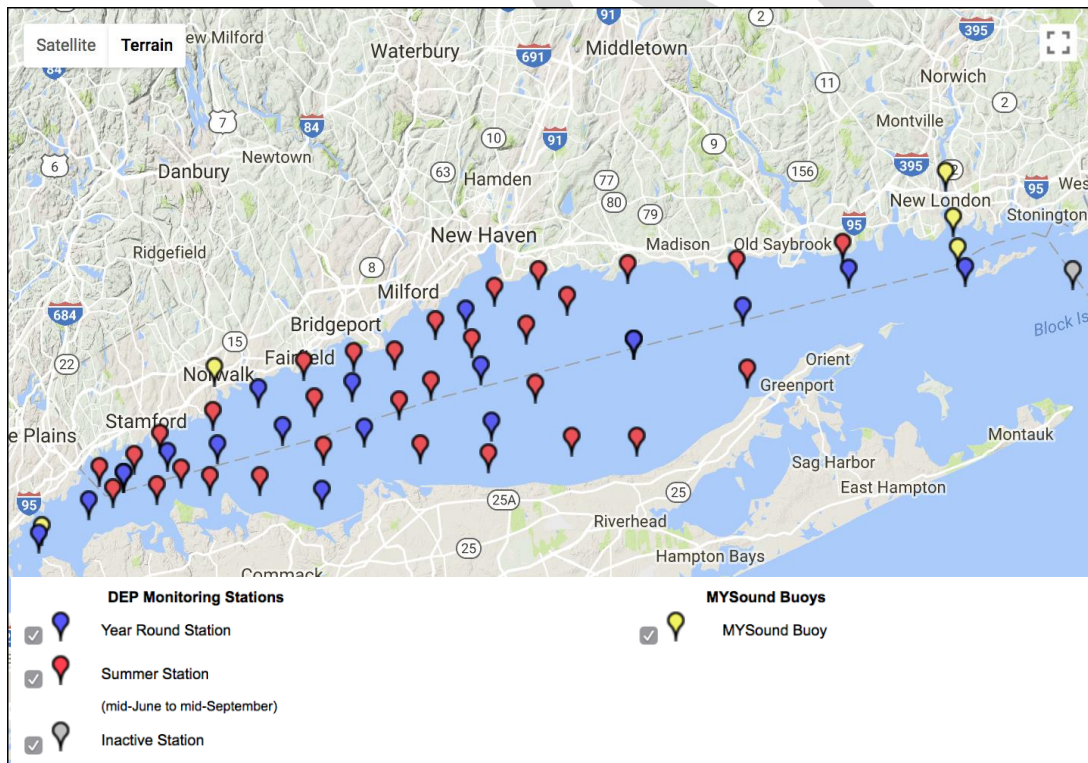 Satellite
Terrain
ew Milford
Waterbury
Middletown
Norwich
Montville
Danbury
Newtown
Hamden
New London
Wes
Stonington
New Haven
Madison
Old Saybrook
Ridgefield
Milford
Bridgeport
Fairfield
Norwalk
Block Is
Orient
Greenport
Stamford
e Plains
Montauk
Sag Harbor
East Hampton
Riverhead
Hampton Bays
Commack
84
691
91
2
395
11
2
7
84
10
91
9
6
63
77
80
79
156
395
2
95
95
8
684
15
22
95
25A
25
25
DEP Monitoring Stations
MYSound Buoys
Year Round Station
MYSound Buoy
Summer Station
(mid-June to mid-September)
Inactive Station